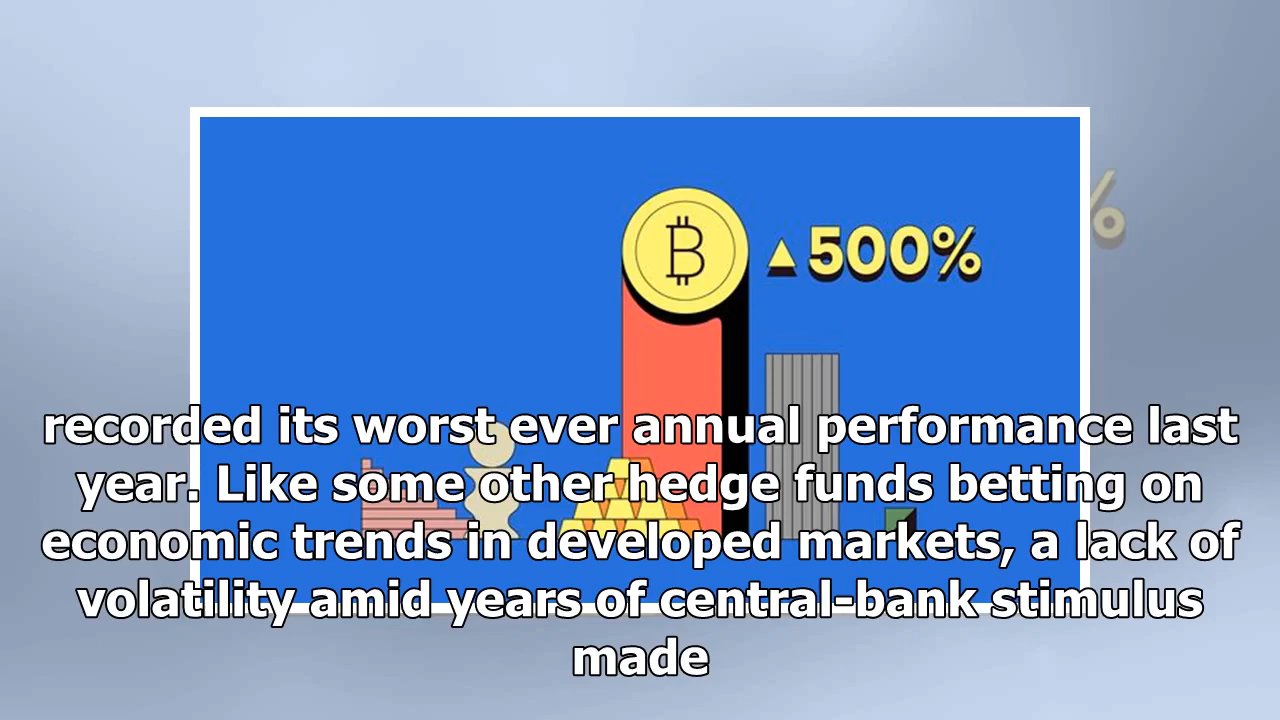 ▲500%
%
recorded its worst ever annual performance last
year. Like some other hedge funds betting on
economic trends in developed markets, a lack of
volatility amid years of central-bank stimulus
made